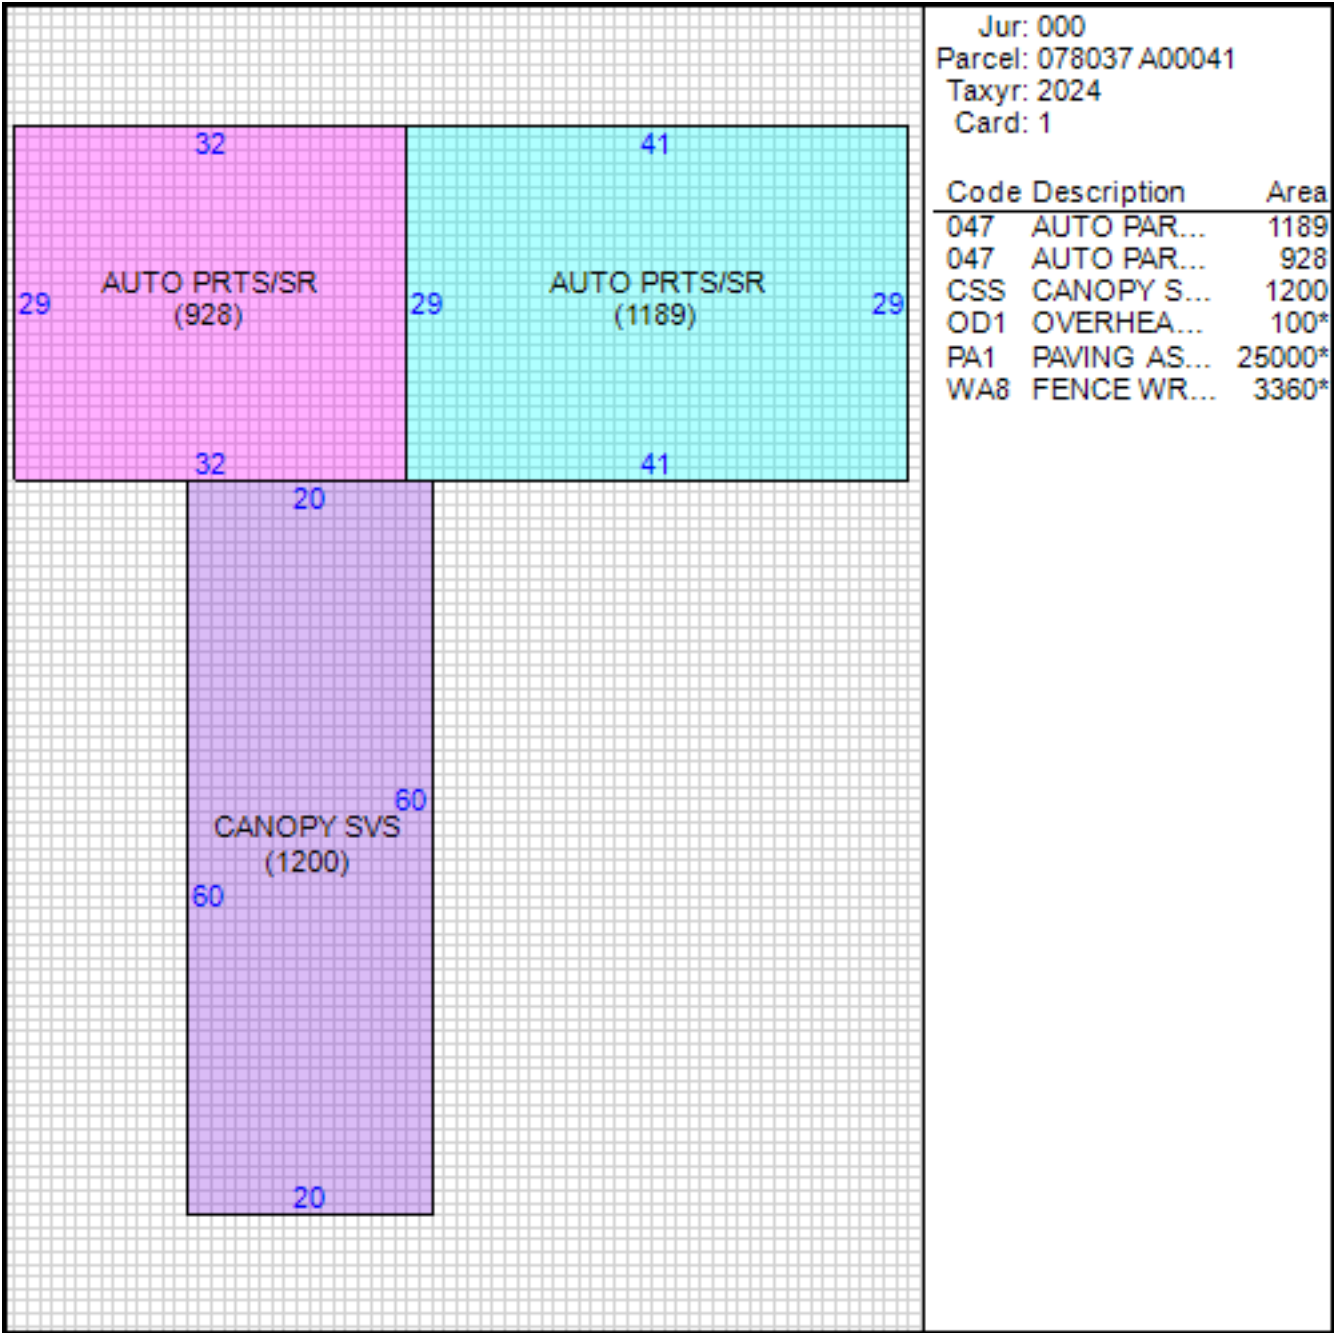 32
41
AUTO PRTS/SR
(928)
AUTO PRTS/SR
(1189)
29
29
29
32
41
20
60
CANOPY SVS
(1200)
60
20
Jur: 000
Parcel: 078037 A00041
Taxyr: 2024
Card: 1
Code Description Area
047 AUTO PAR... 1189
047 AUTO PAR... 928
CSS CANOPY S... 1200
OD1 OVERHEA... 100*
PA1 PAVING AS... 25000*
WA8 FENCE WR... 3360*